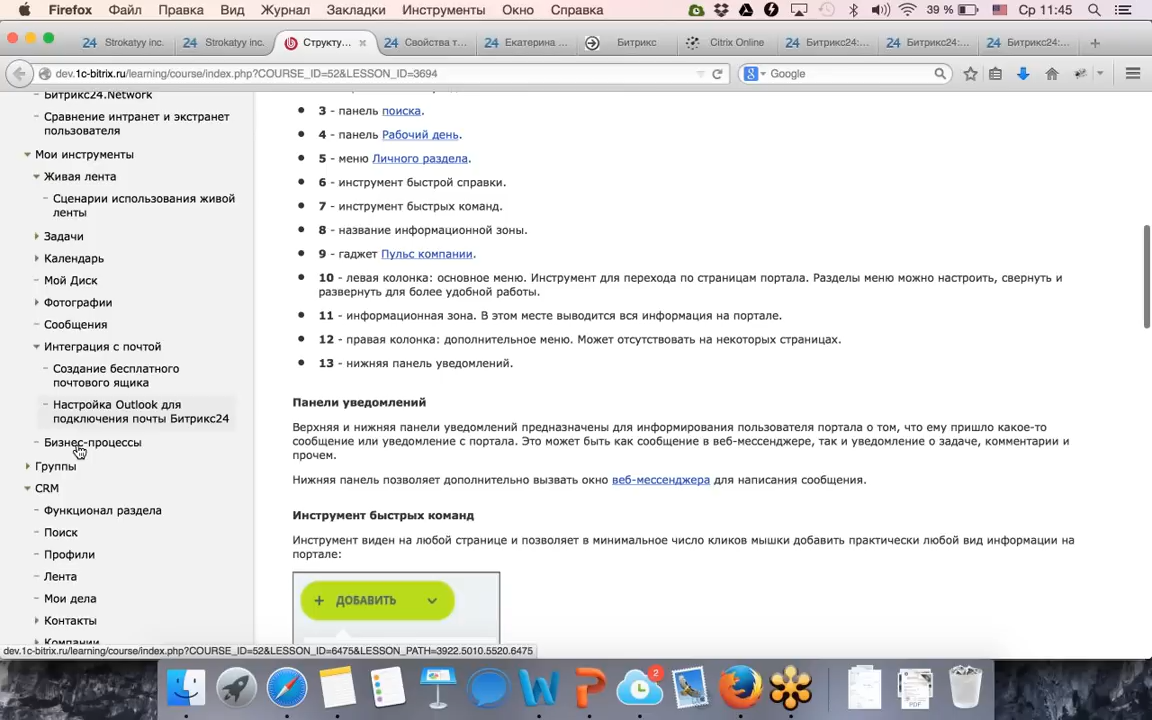 Firefox Файл Правка Вид Журнал Закладки Инструменты Окно Справка 39 % Ср 11:45
24 Strokatyy inc. 24 Strokatyy inc. Структу... 24 Свойства т... 24 Екатерина ... Битрикс Citrix Online 24 Битрикс24:... 24 Битрикс24:... 24 Битрикс24:...
dev.1c-bitrix.ru/learning/course/index.php?COURSE_ID=52&LESSON_ID=3694 Google
Битрикс24.Network
Сравнение интранет и экстранет
пользователя
Мои инструменты
Живая лента
Сценарии использования живой
ленты
Задачи
Календарь
Мой Диск
Фотографии
Сообщения
Интеграция с почтой
Создание бесплатного
почтового ящика
Настройка Outlook для
подключения почты Битрикс24
Бизнес-процессы
Группы
CRM
Функционал раздела
Поиск
Профили
Лента
Мои дела
Контакты
Компании
3 - панель поиска.
4 - панель Рабочий день.
5 - меню Личного раздела.
6 - инструмент быстрой справки.
7 - инструмент быстрых команд.
8 - название информационной зоны.
9 - гаджет Пульс компании.
10 - левая колонка: основное меню. Инструмент для перехода по страницам портала. Разделы меню можно настроить, свернуть и
развернуть для более удобной работы.
11 - информационная зона. В этом месте выводится вся информация на портале.
12 - правая колонка: дополнительное меню. Может отсутствовать на некоторых страницах.
13 - нижняя панель уведомлений.
Панели уведомлений
Верхняя и нижняя панели уведомлений предназначены для информирования пользователя портала о том, что ему пришло какое-то
сообщение или уведомление с портала. Это может быть как сообщение в веб-мессенджере, так и уведомление о задаче, комментарии и
прочем.
Нижняя панель позволяет дополнительно вызвать окно веб-мессенджера для написания сообщения.
Инструмент быстрых команд
Инструмент виден на любой странице и позволяет в минимальное число кликов мышки добавить практически любой вид информации на
портале:
+ ДОБАВИТЬ
dev.1c-bitrix.ru/learning/course/index.php?COURSE_ID=52&LESSON_ID=6475&LESSON_PATH=3922.5010.5520.6475
2
PDF